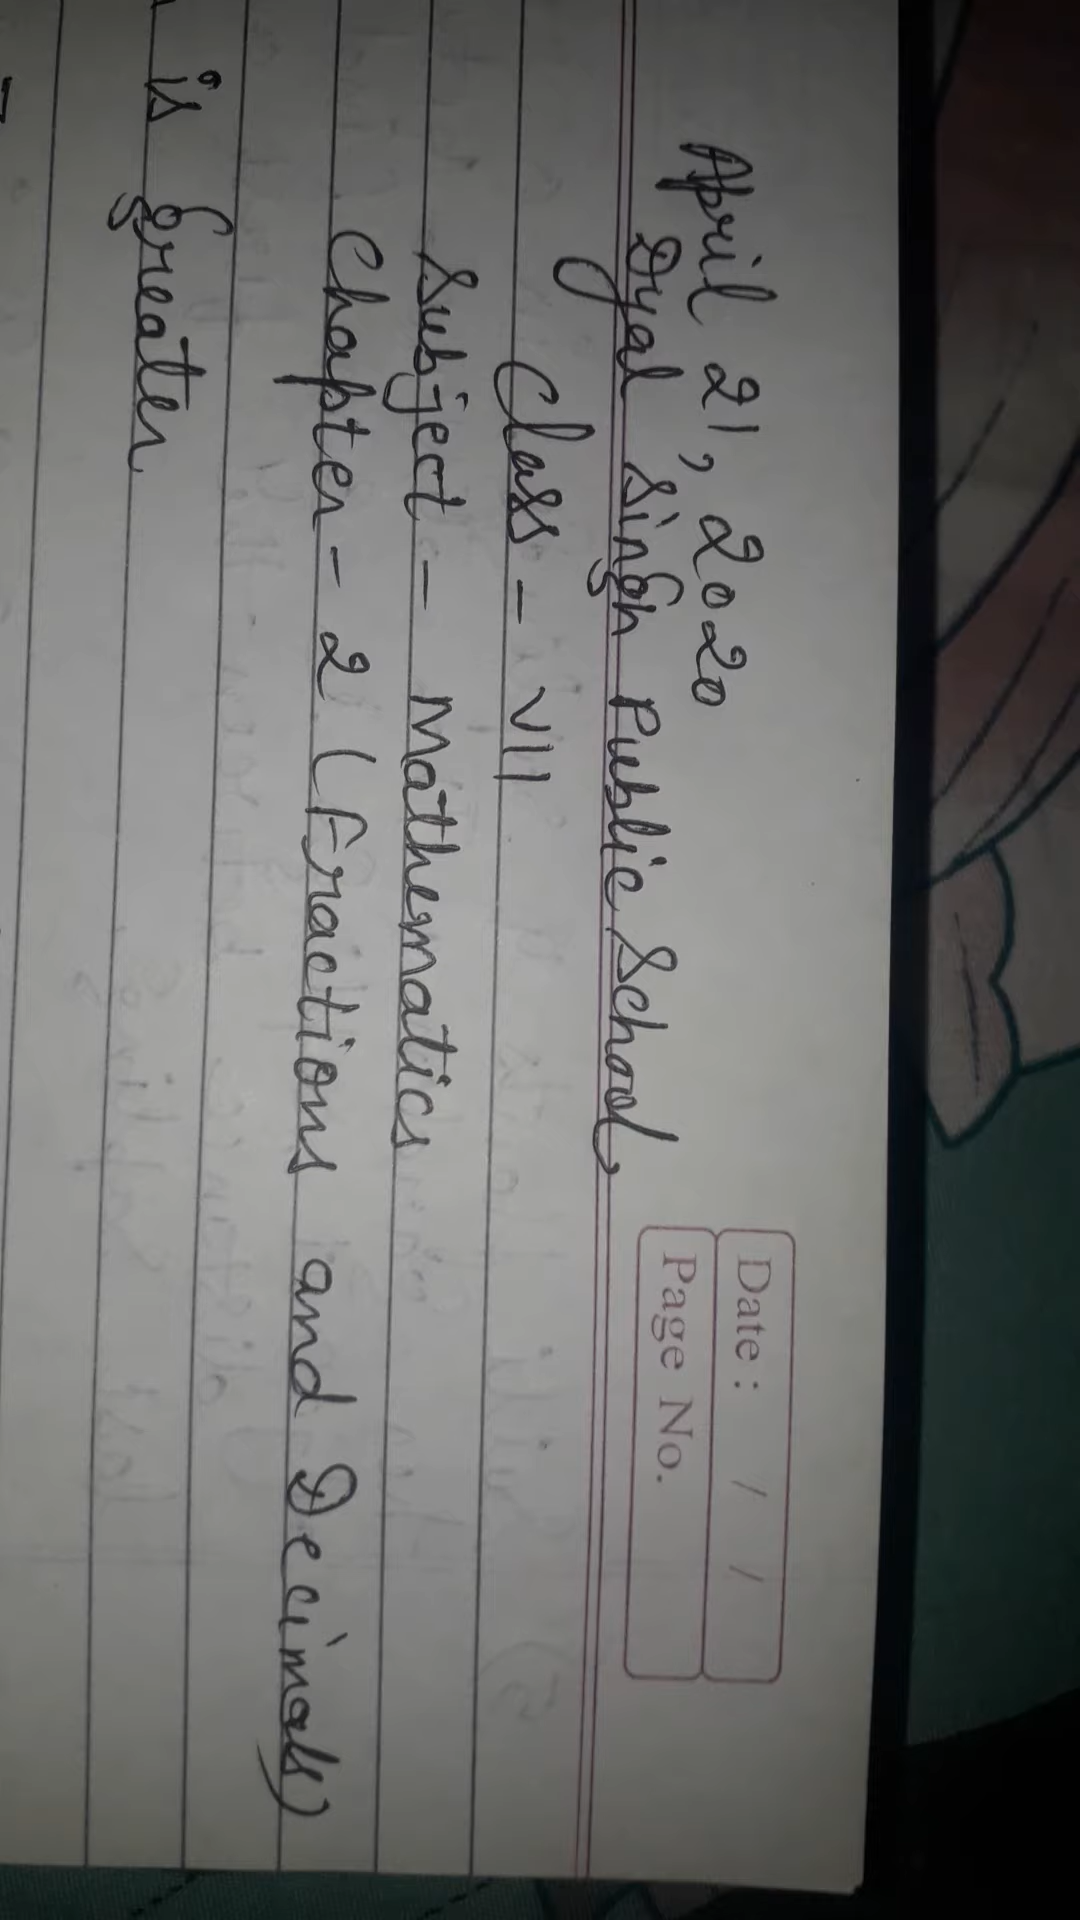 Date: / /
Page No.
April 21, 2020
Dyal Singh Public School
Class - VII
Subject - Mathematics
Chapter - 2 (Fractions and Decimals)
is greater